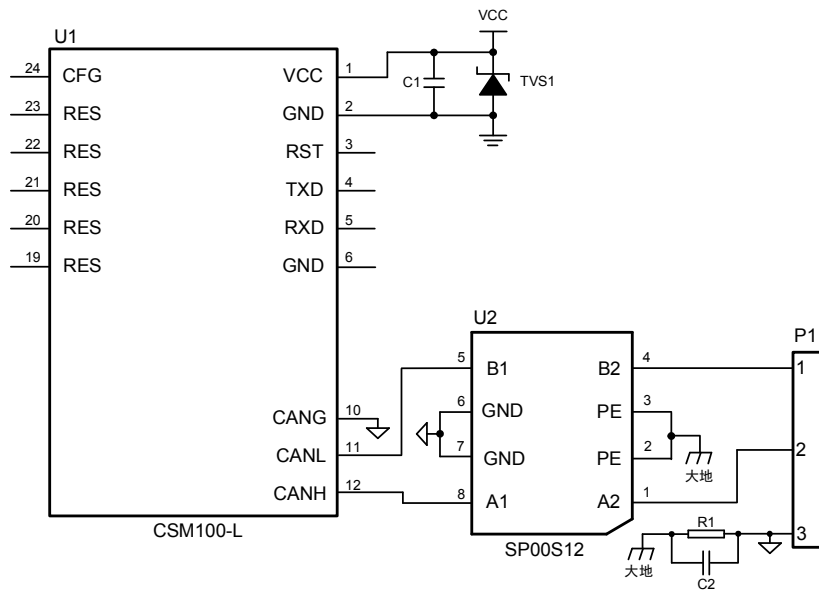 VCC
U1
24 CFG VCC 1
C1
TVS1
23 RES GND 2
22 RES RST 3
21 RES TXD 4
20 RES RXD 5
19 RES GND 6
CANG 10
CANL 11
CANH 12
CSM100-L
U2
5 B1 B2 4
6 GND PE 3
7 GND PE 2
8 A1 A2 1
大地
SP00S12
P1
1
2
3
大地
R1
C2